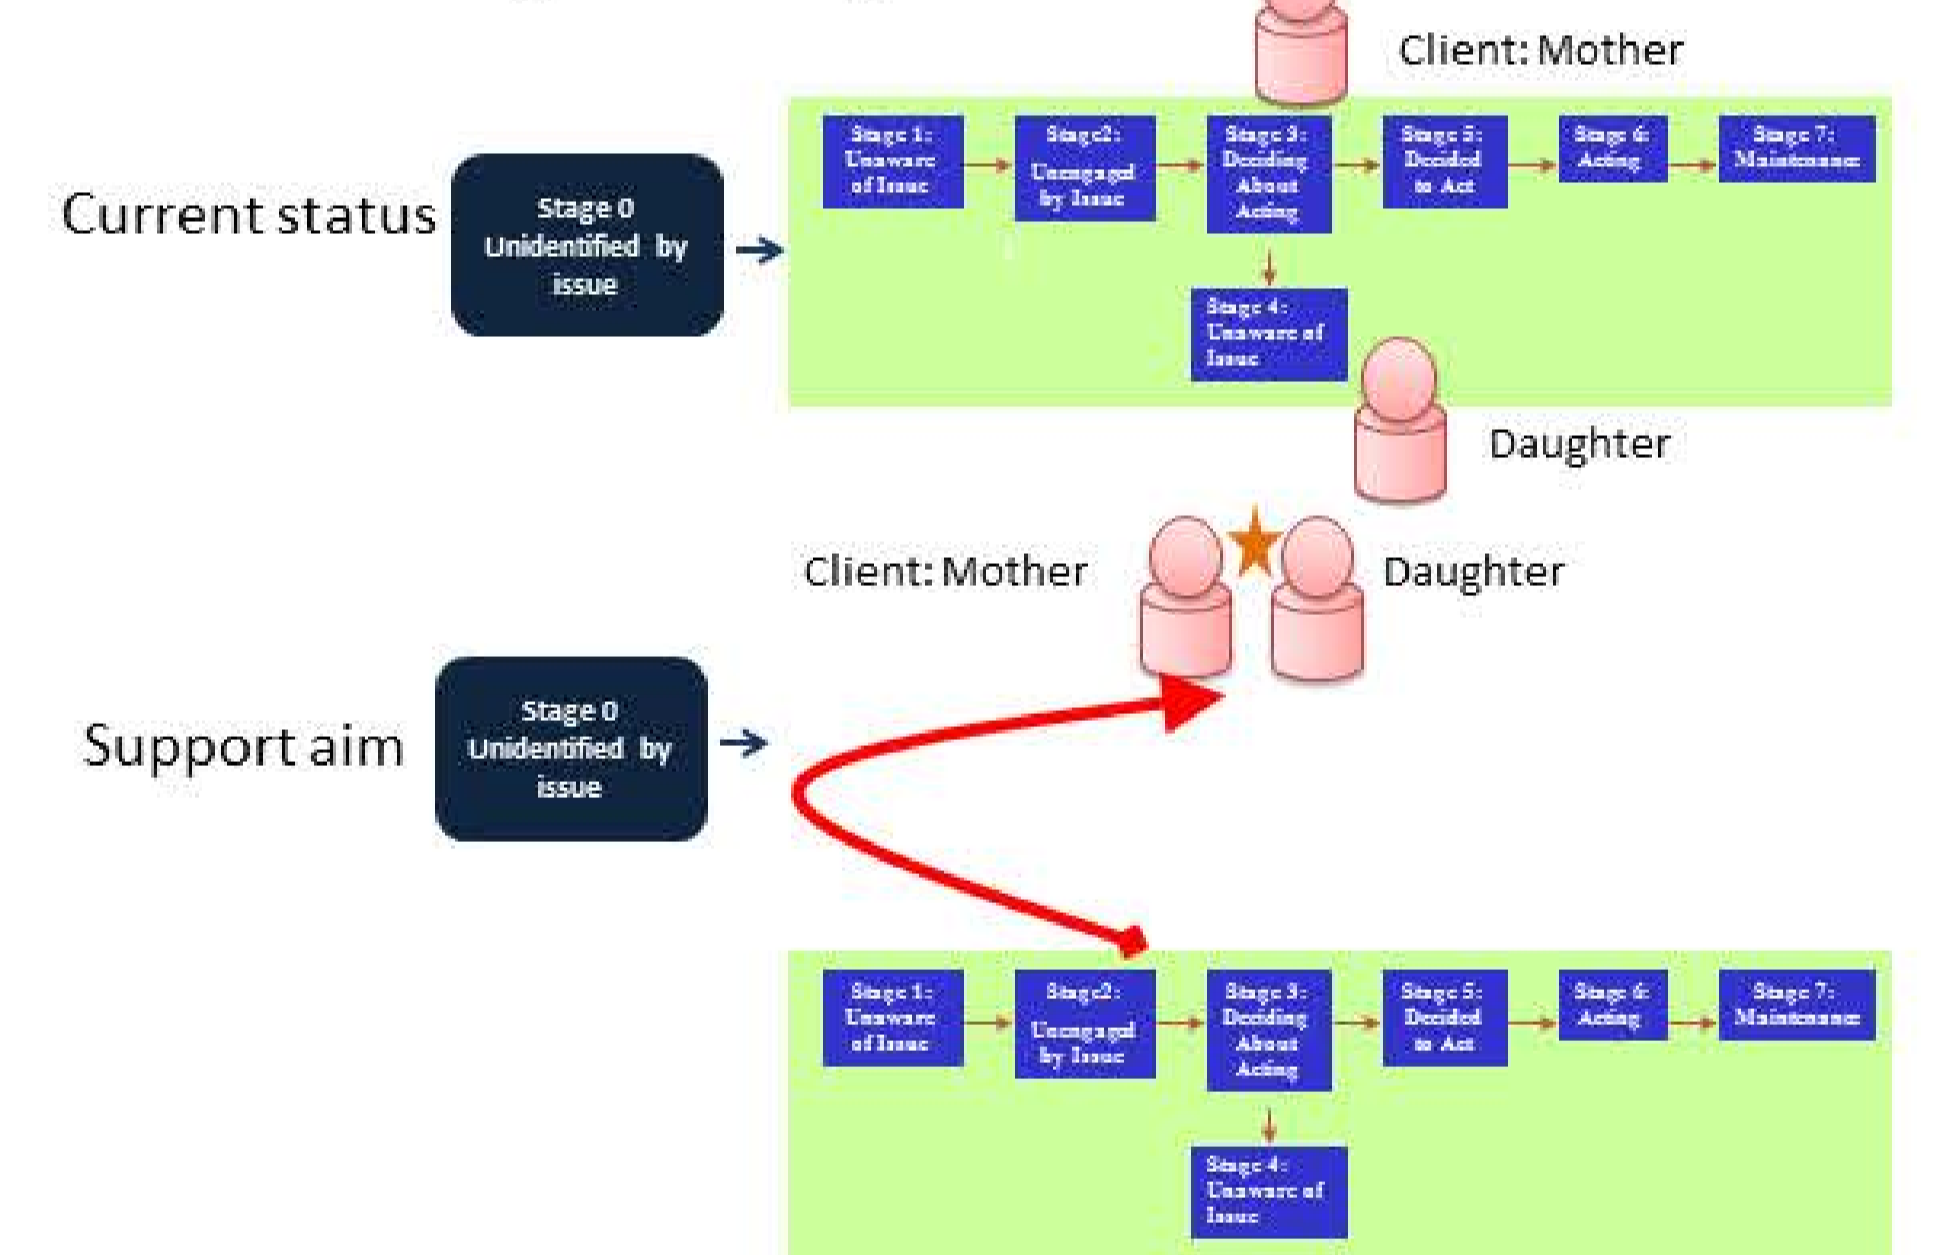 Client: Mother
Current status
Stage 0
Unidentified by
issue
Stage 1:
Unaware
of Issue
Stage2:
Unengaged
by Issue
Stage 3:
Deciding
About
Acting
Stage 5:
Decided
to Act
Stage 6:
Acting
Stage 7:
Maintenance
Stage 4:
Unaware of
Issue
Daughter
Client: Mother
Daughter
Support aim
Stage 0
Unidentified by
issue
Stage 1:
Unaware
of Issue
Stage2:
Unengaged
by Issue
Stage 3:
Deciding
About
Acting
Stage 5:
Decided
to Act
Stage 6:
Acting
Stage 7:
Maintenance
Stage 4:
Unaware of
Issue